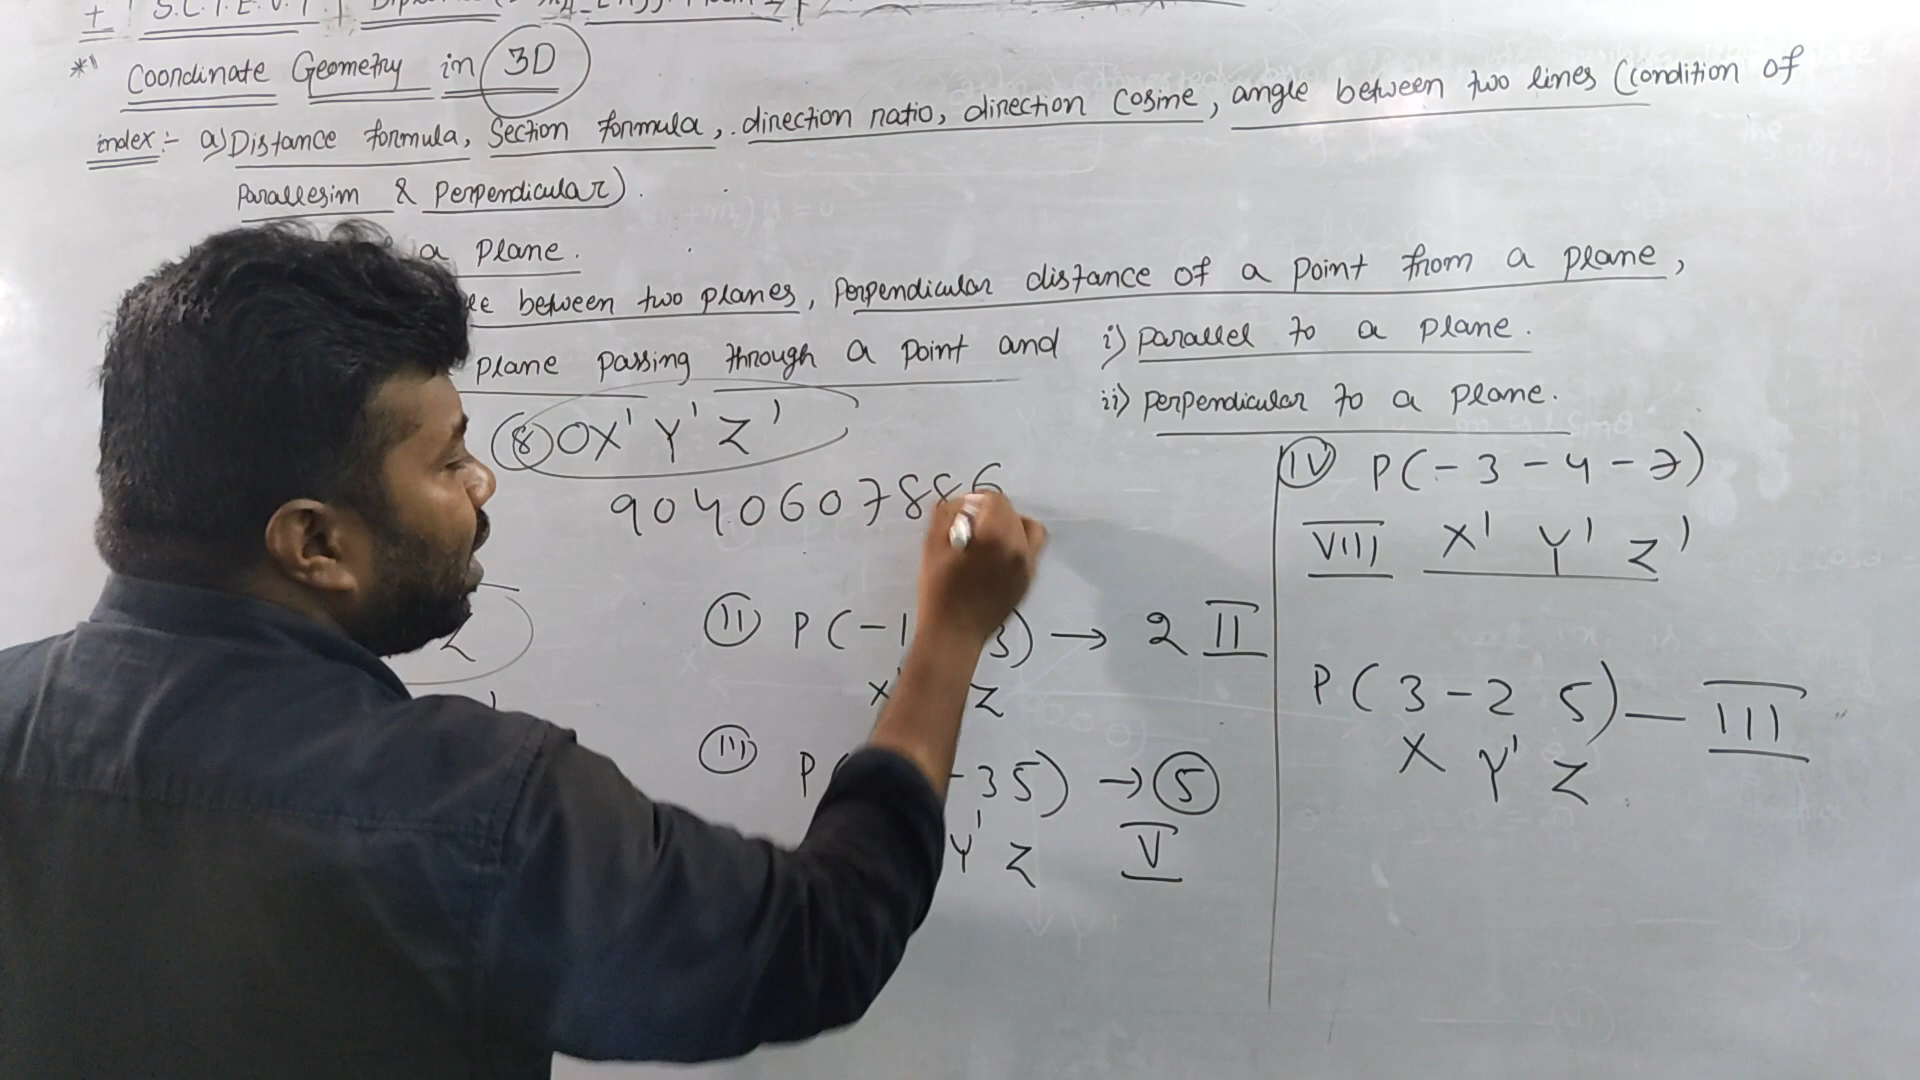 S.C.T.E.V.T
*' Coordinate Geometry in 3D
index:- a) Distance formula, Section formula, direction ratio, direction Cosine, angle between two lines (condition of
Parallesim & Perpendicular).
a plane.
between two planes, Perpendicular distance of a point from a plane,
plane passing through a point and i) parallel to a plane.
ii) perpendicular to a plane.
(8) OX' Y' Z'
9040607886
(II) P(-1 3) → 2 II
X Z
(III) P( -3 5) → (5)
Y' Z V
(IV) P(-3 -4 -7)
VIII X' Y' Z'
P(3 -2 5) — III
X Y' Z